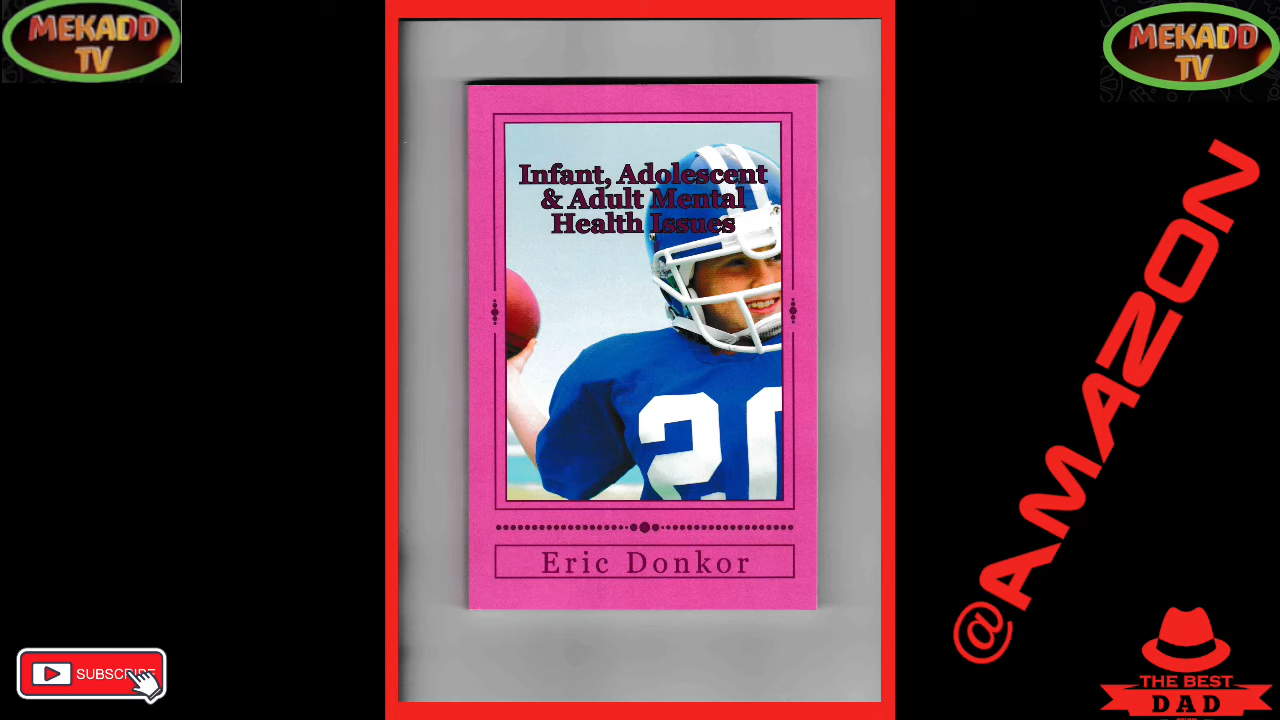 MEKADD
TV
MEKADD
TV
Infant, Adolescent
& Adult Mental
Health Issues
20
Eric Donkor
@AMAZON
SUBSCRIBE
THE BEST
DAD